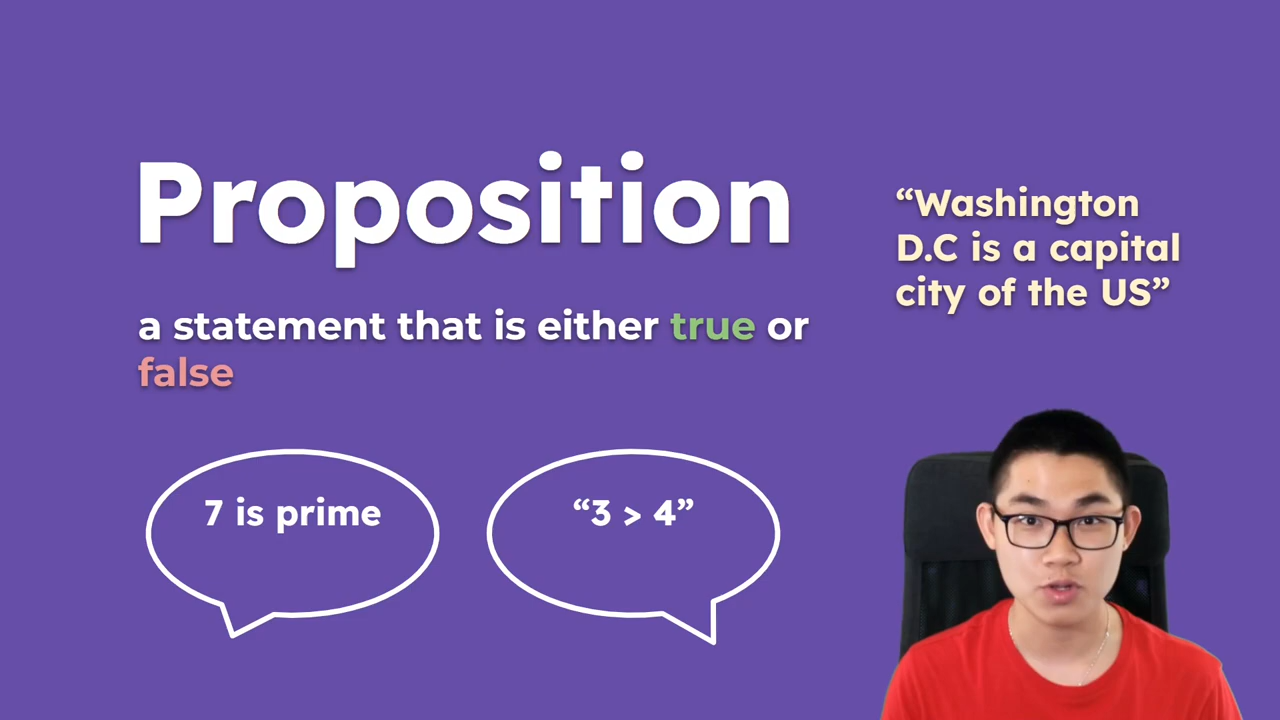 Proposition
a statement that is either true or
false
7 is prime
“3 > 4”
“Washington
D.C is a capital
city of the US”